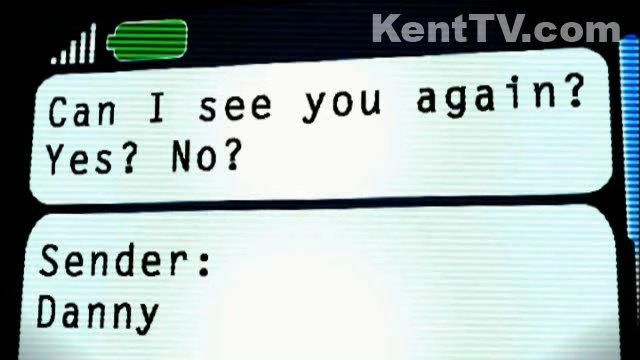 KentTV.com
Can I see you again?
Yes? No?
Sender:
Danny